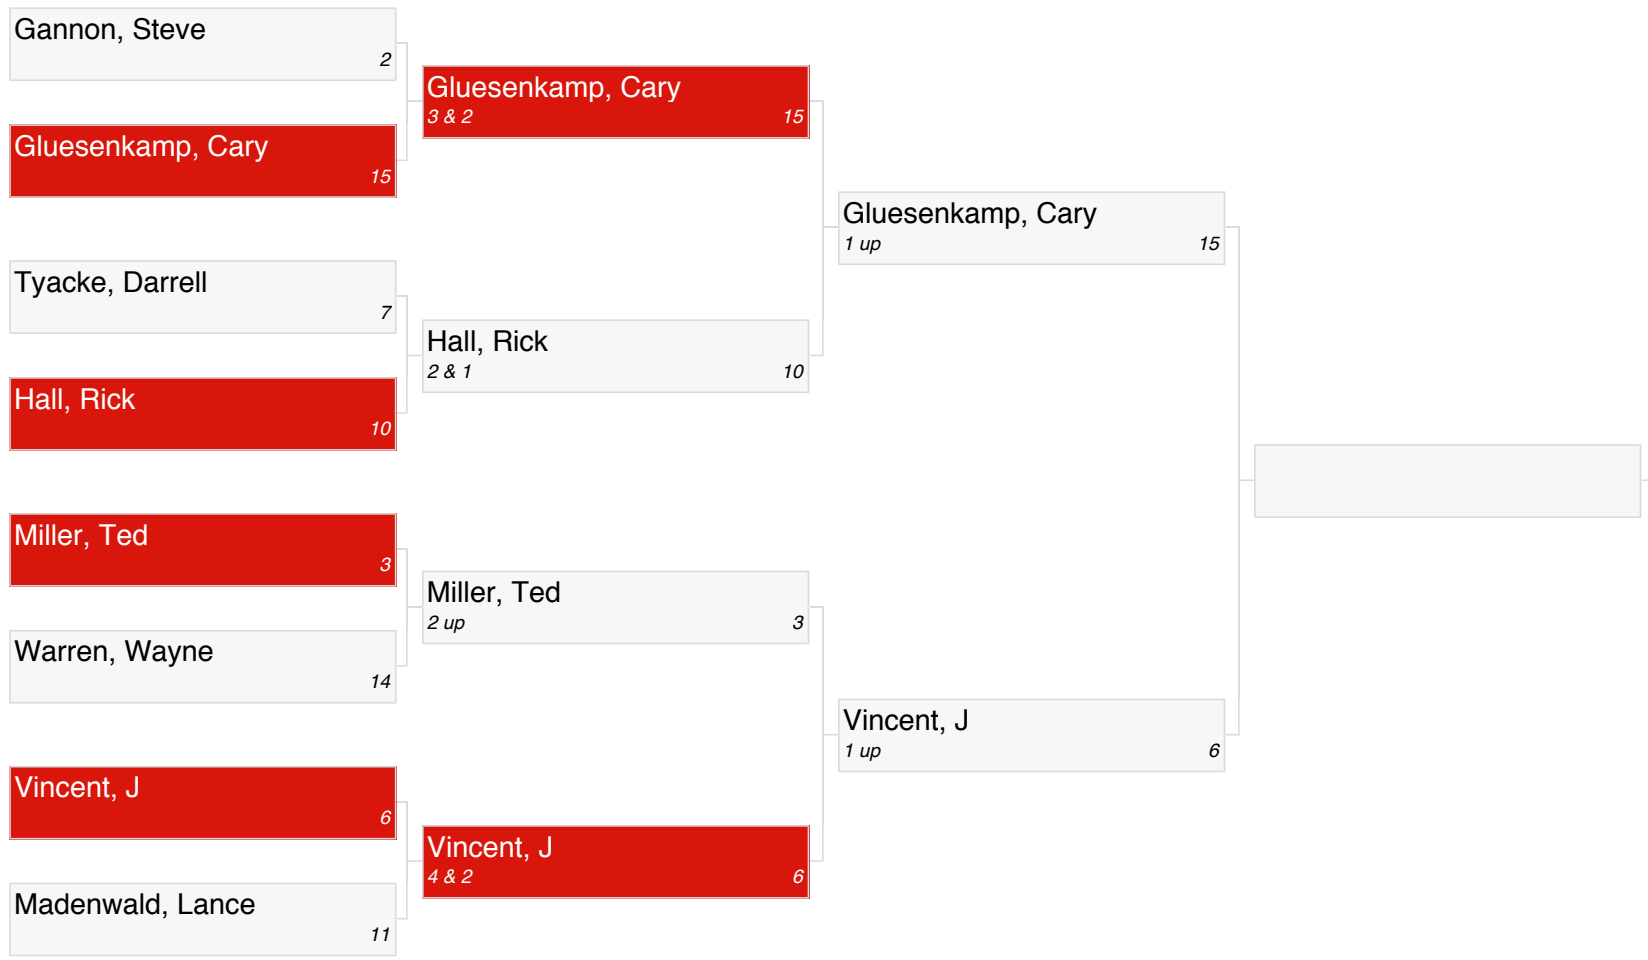 Gannon, Steve
2
Gluesenkamp, Cary
15
Tyacke, Darrell
7
Hall, Rick
10
Miller, Ted
3
Warren, Wayne
14
Vincent, J
6
Madenwald, Lance
11
Gluesenkamp, Cary
3 & 2 15
Hall, Rick
2 & 1 10
Miller, Ted
2 up 3
Vincent, J
4 & 2 6
Gluesenkamp, Cary
1 up 15
Vincent, J
1 up 6